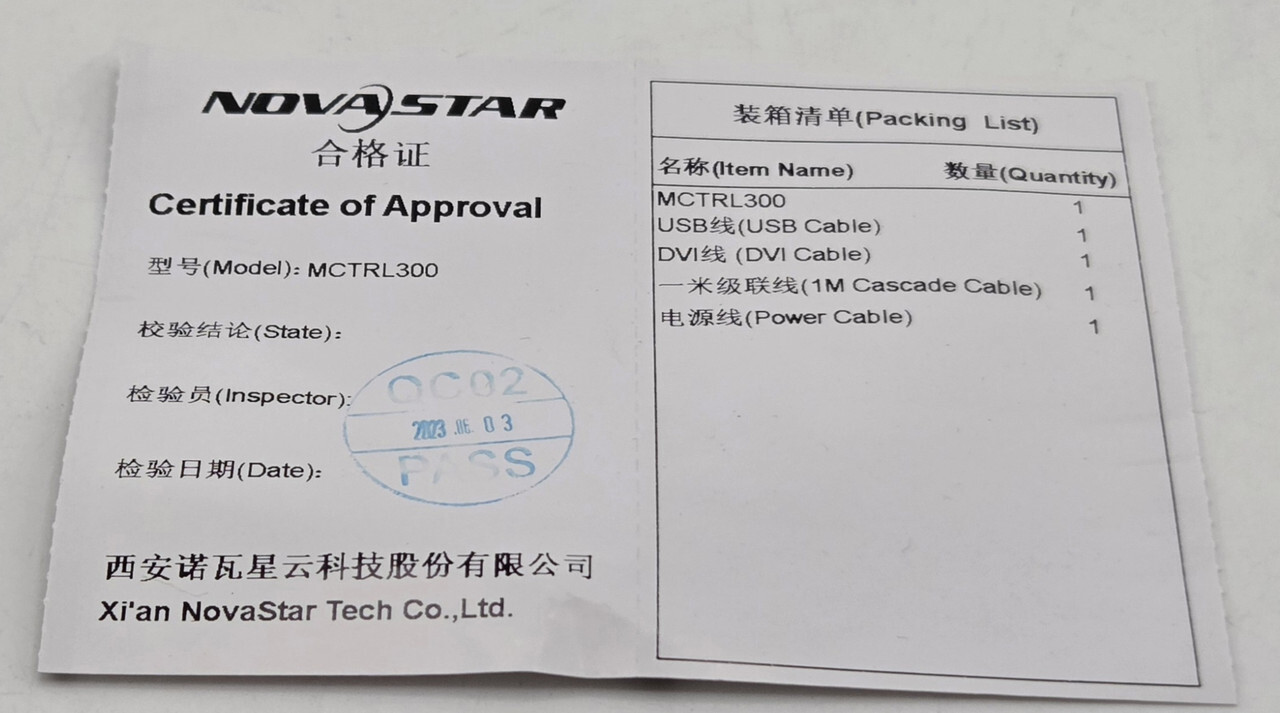 NOVASTAR
合格证
Certificate of Approval
型号(Model): MCTRL300
校验结论(State):
检验员(Inspector):
QC02
2023.06.03
PASS
检验日期(Date):
西安诺瓦星云科技股份有限公司
Xi'an NovaStar Tech Co.,Ltd.
装箱清单(Packing List)
名称(Item Name) 数量(Quantity)
MCTRL300 1
USB线(USB Cable) 1
DVI线 (DVI Cable) 1
一米级联线(1M Cascade Cable) 1
电源线(Power Cable) 1